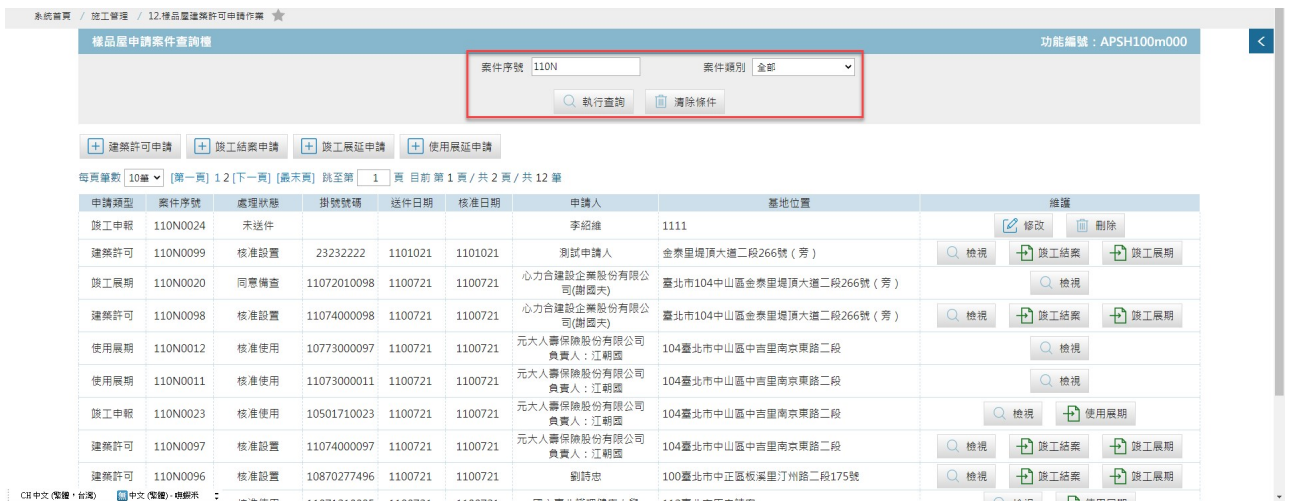 系統首頁 / 施工管理 / 12.樣品屋建築許可申請作業
樣品屋申請案件查詢檯 功能編號：APSH100m000
案件序號 110N 案件類別 全部
執行查詢 清除條件
建築許可申請 竣工結案申請 竣工展延申請 使用展延申請
每頁筆數 10筆 [第一頁] 1 2 [下一頁] [最末頁] 跳至第 1 頁 目前 第 1 頁 / 共 2 頁 / 共 12 筆
申請類型 案件序號 處理狀態 掛號號碼 送件日期 核准日期 申請人 基地位置 維護
竣工申報 110N0024 未送件 李紹維 1111 修改 刪除
建築許可 110N0099 核准設置 23232222 1101021 1101021 測試申請人 金泰里堤頂大道二段266號（旁） 檢視 竣工結案 竣工展期
竣工展期 110N0020 同意備查 11072010098 1100721 1100721 心力合建設企業股份有限公司(謝國夫) 臺北市104中山區金泰里堤頂大道二段266號（旁） 檢視
建築許可 110N0098 核准設置 11074000098 1100721 1100721 心力合建設企業股份有限公司(謝國夫) 臺北市104中山區金泰里堤頂大道二段266號（旁） 檢視 竣工結案 竣工展期
使用展期 110N0012 核准使用 10773000097 1100721 1100721 元大人壽保險股份有限公司 負責人：江朝國 104臺北市中山區中吉里南京東路二段 檢視
使用展期 110N0011 核准使用 11073000011 1100721 1100721 元大人壽保險股份有限公司 負責人：江朝國 104臺北市中山區中吉里南京東路二段 檢視
竣工申報 110N0023 核准使用 10501710023 1100721 1100721 元大人壽保險股份有限公司 負責人：江朝國 104臺北市中山區中吉里南京東路二段 檢視 使用展期
建築許可 110N0097 核准設置 11074000097 1100721 1100721 元大人壽保險股份有限公司 負責人：江朝國 104臺北市中山區中吉里南京東路二段 檢視 竣工結案 竣工展期
建築許可 110N0096 核准設置 10870277496 1100721 1100721 劉詩忠 100臺北市中正區板溪里汀州路二段175號 檢視 竣工結案 竣工展期
CH 中文 (繁體，台灣) 中文 (繁體) - 嘸蝦米